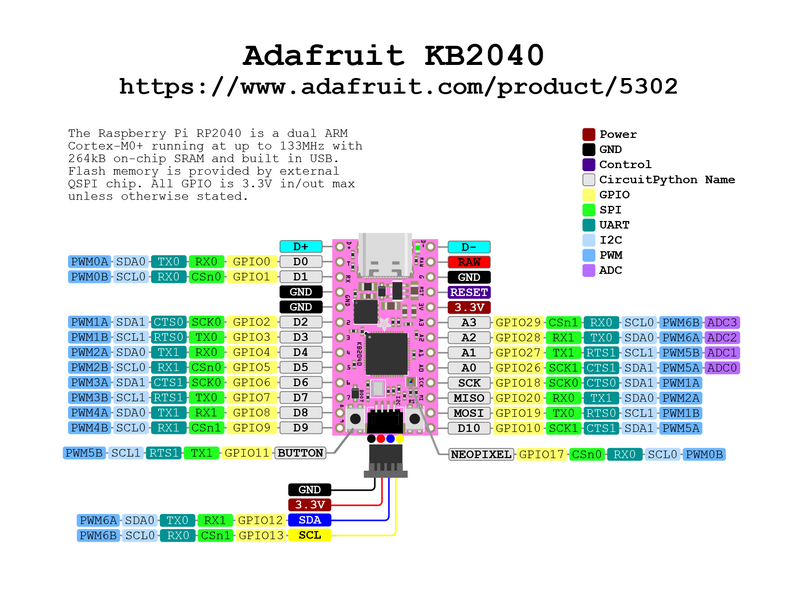 Adafruit KB2040
https://www.adafruit.com/product/5302
The Raspberry Pi RP2040 is a dual ARM
Cortex-M0+ running at up to 133MHz with
264kB on-chip SRAM and built in USB.
Flash memory is provided by external
QSPI chip. All GPIO is 3.3V in/out max
unless otherwise stated.
Power
GND
Control
CircuitPython Name
GPIO
SPI
UART
I2C
PWM
ADC
D+
PWM0A SDA0 TX0 RX0 GPIO0 D0
PWM0B SCL0 RX0 CSn0 GPIO1 D1
GND
GND
PWM1A SDA1 CTS0 SCK0 GPIO2 D2
PWM1B SCL1 RTS0 TX0 GPIO3 D3
PWM2A SDA0 TX1 RX0 GPIO4 D4
PWM2B SCL0 RX1 CSn0 GPIO5 D5
PWM3A SDA1 CTS1 SCK0 GPIO6 D6
PWM3B SCL1 RTS1 TX0 GPIO7 D7
PWM4A SDA0 TX1 RX1 GPIO8 D8
PWM4B SCL0 RX1 CSn1 GPIO9 D9
PWM5B SCL1 RTS1 TX1 GPIO11 BUTTON
D-
RAW
GND
RESET
3.3V
A3 GPIO29 CSn1 RX0 SCL0 PWM6B ADC3
A2 GPIO28 RX1 TX0 SDA0 PWM6A ADC2
A1 GPIO27 TX1 RTS1 SCL1 PWM5B ADC1
A0 GPIO26 SCK1 CTS1 SDA1 PWM5A ADC0
SCK GPIO18 SCK0 CTS0 SDA1 PWM1A
MISO GPIO20 RX0 TX1 SDA0 PWM2A
MOSI GPIO19 TX0 RTS0 SCL1 PWM1B
D10 GPIO10 SCK1 CTS1 SDA1 PWM5A
NEOPIXEL GPIO17 CSn0 RX0 SCL0 PWM0B
GND
3.3V
PWM6A SDA0 TX0 RX1 GPIO12 SDA
PWM6B SCL0 RX0 CSn1 GPIO13 SCL
KB2040